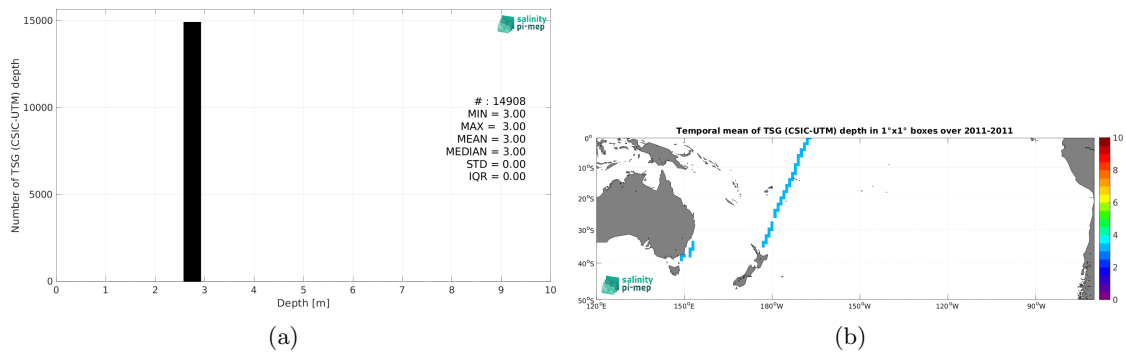 15000
10000
5000
0
Number of TSG (CSIC-UTM) depth
salinity
pi-mep
# : 14908
MIN = 3.00
MAX = 3.00
MEAN = 3.00
MEDIAN = 3.00
STD = 0.00
IQR = 0.00
0 1 2 3 4 5 6 7 8 9 10
Depth [m]
(a)
Temporal mean of TSG (CSIC-UTM) depth in 1°x1° boxes over 2011-2011
0°
10°S
20°S
30°S
40°S
50°S
120°E 150°E 180°W 150°W 120°W 90°W
salinity
pi-mep
10
8
6
4
2
0
(b)